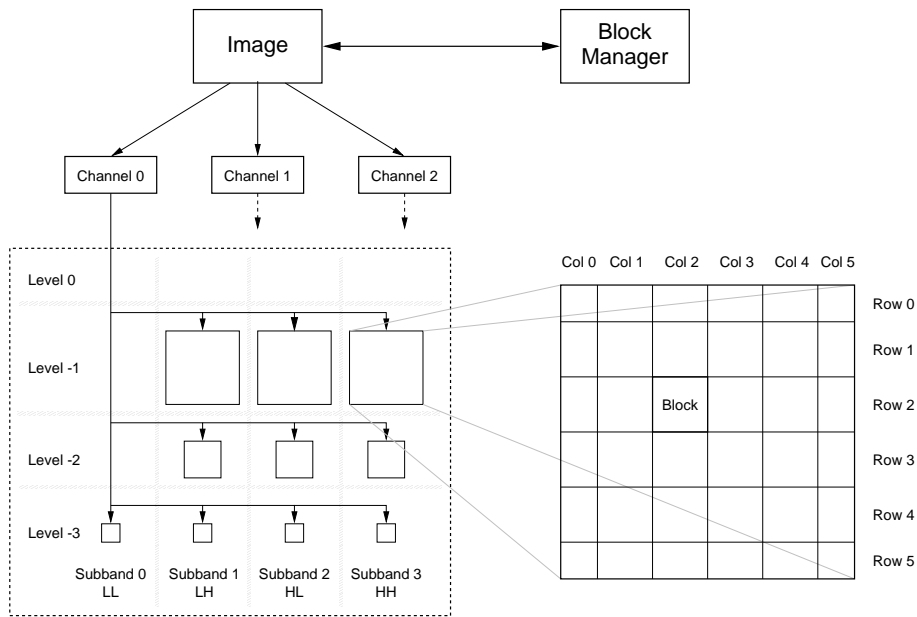 Image
Block
Manager
Channel 0
Channel 1
Channel 2
Level 0
Level -1
Level -2
Level -3
Subband 0
LL
Subband 1
LH
Subband 2
HL
Subband 3
HH
Col 0
Col 1
Col 2
Col 3
Col 4
Col 5
Row 0
Row 1
Block
Row 2
Row 3
Row 4
Row 5